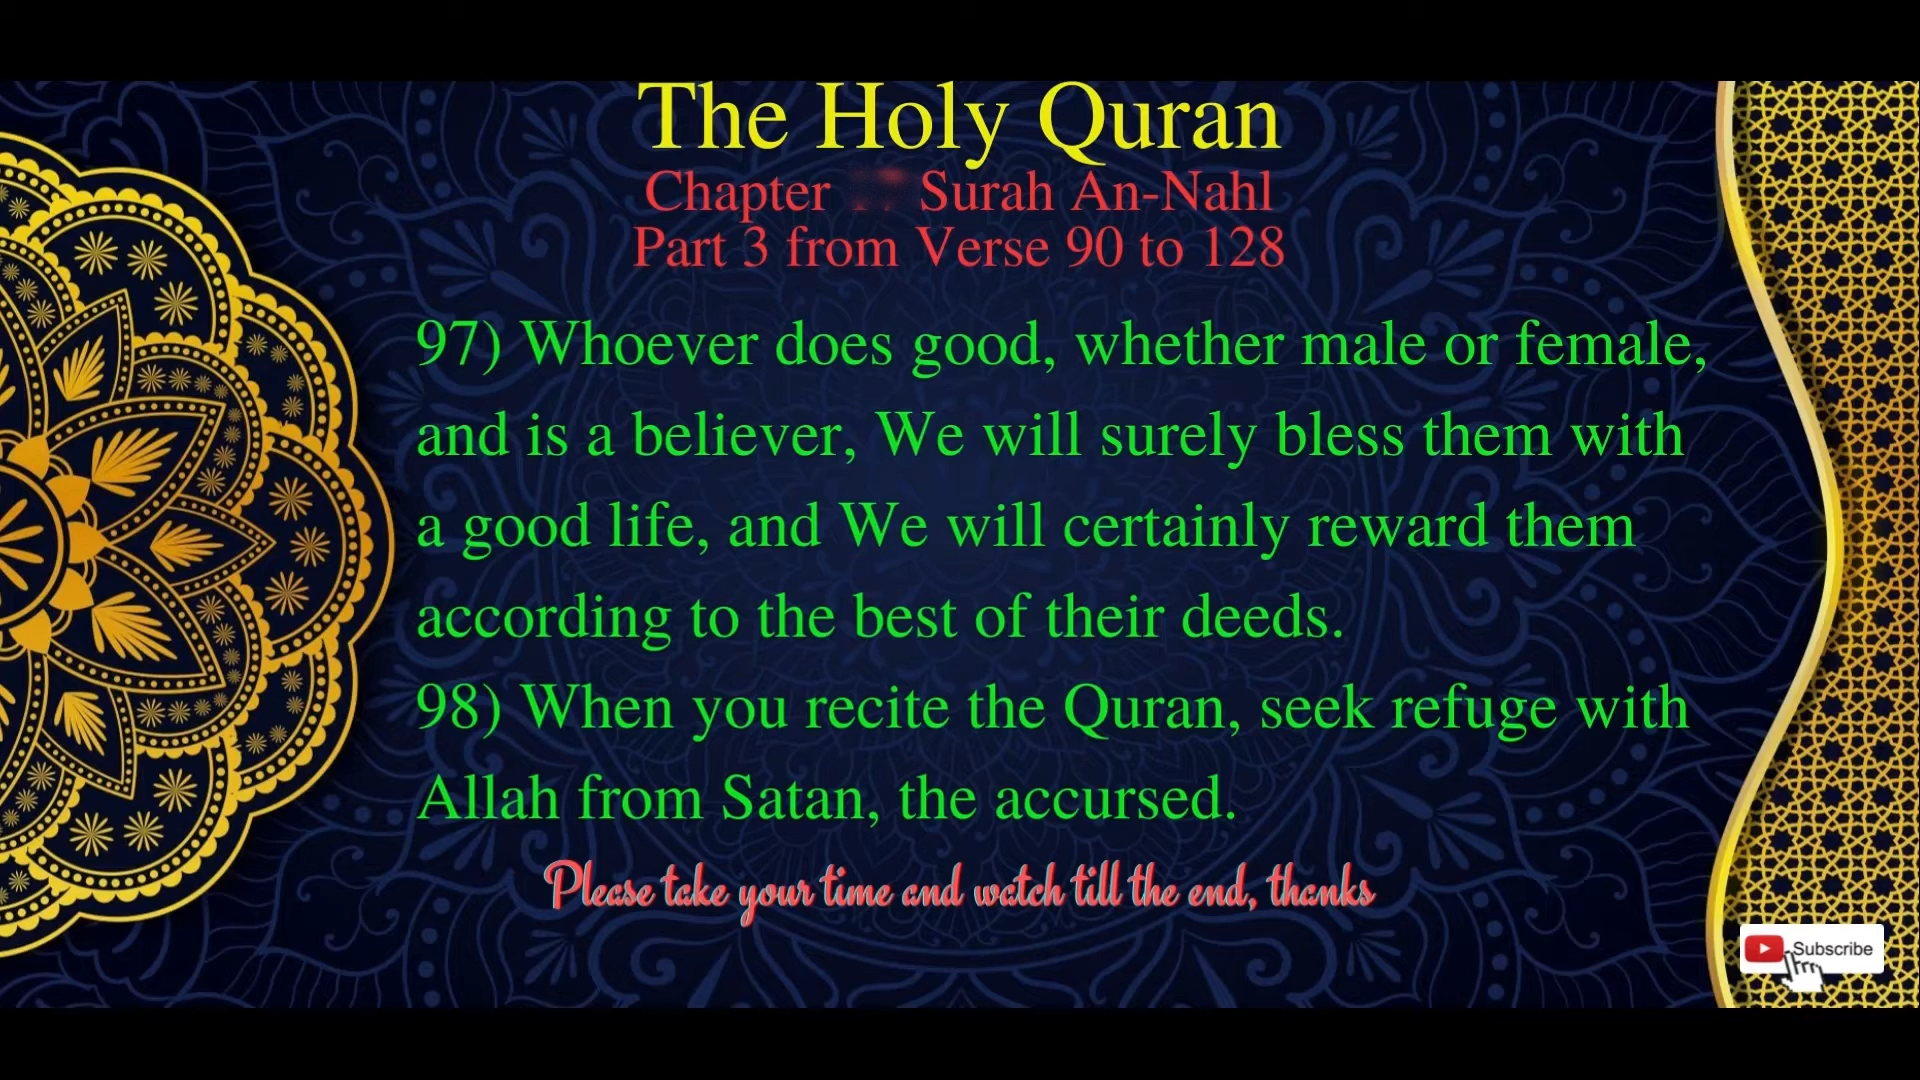 The Holy Quran
Chapter Surah An-Nahl
Part 3 from Verse 90 to 128
97) Whoever does good, whether male or female,
and is a believer, We will surely bless them with
a good life, and We will certainly reward them
according to the best of their deeds.
98) When you recite the Quran, seek refuge with
Allah from Satan, the accursed.
Please take your time and watch till the end, thanks
Subscribe